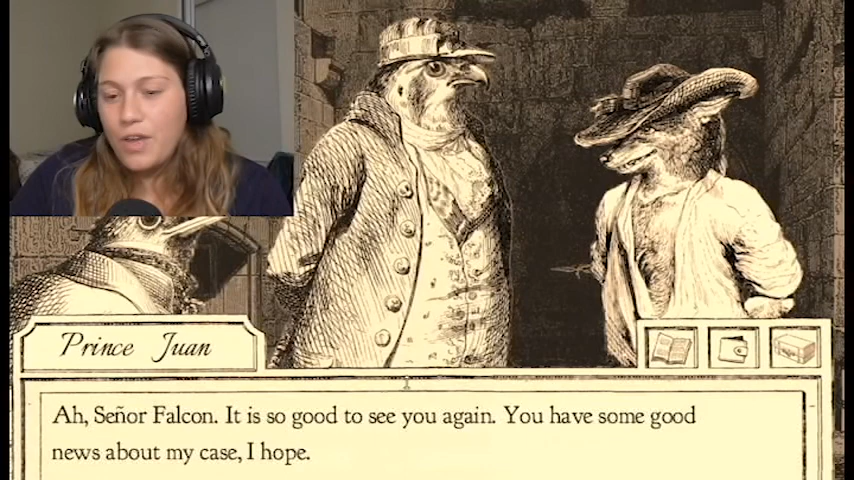 Prince Juan
Ah, Señor Falcon. It is so good to see you again. You have some good
news about my case, I hope.